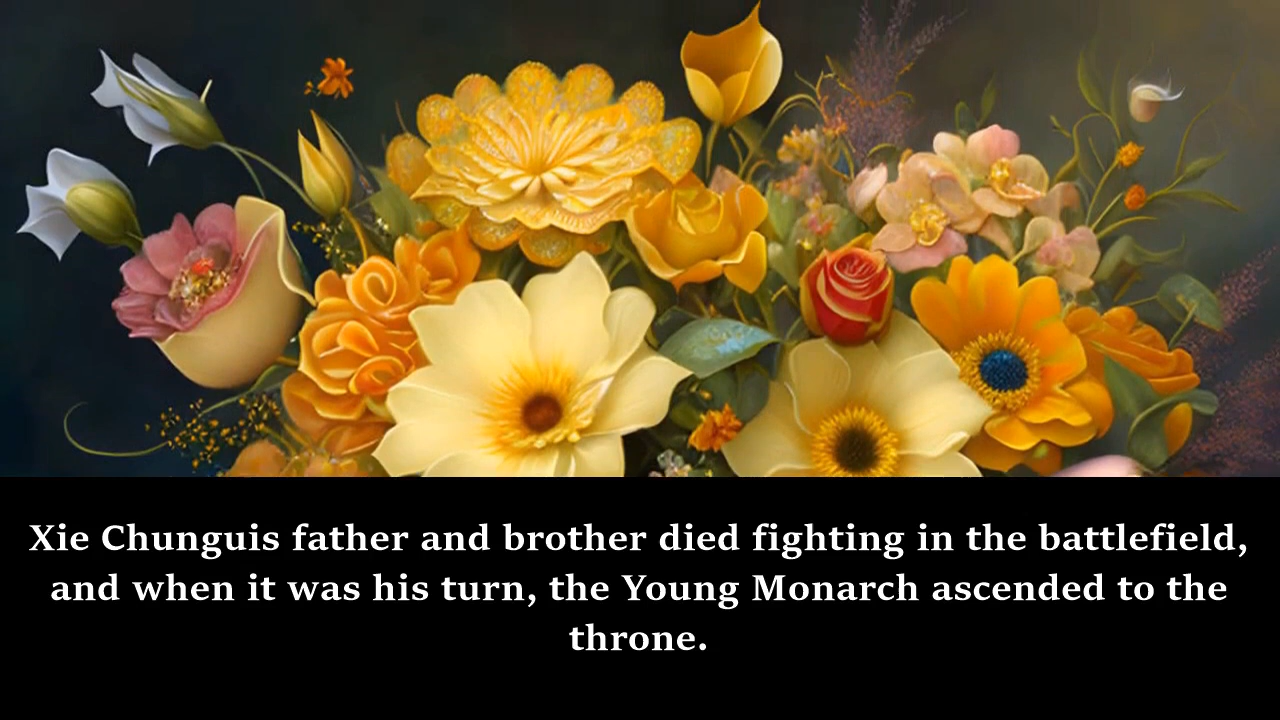 Xie Chunguis father and brother died fighting in the battlefield,
and when it was his turn, the Young Monarch ascended to the
throne.